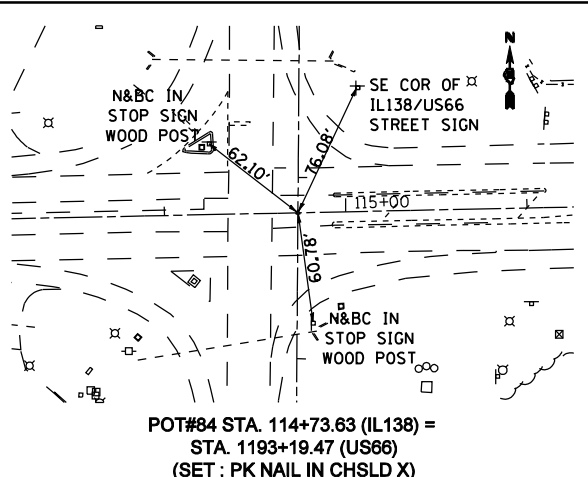 N
SE COR OF
IL138/US66
STREET SIGN
N&BC IN
STOP SIGN
WOOD POST
62.10'
76.08'
115+00
60.78'
N&BC IN
STOP SIGN
WOOD POST
POT#84 STA. 114+73.63 (IL138) =
STA. 1193+19.47 (US66)
(SET : PK NAIL IN CHSLD X)